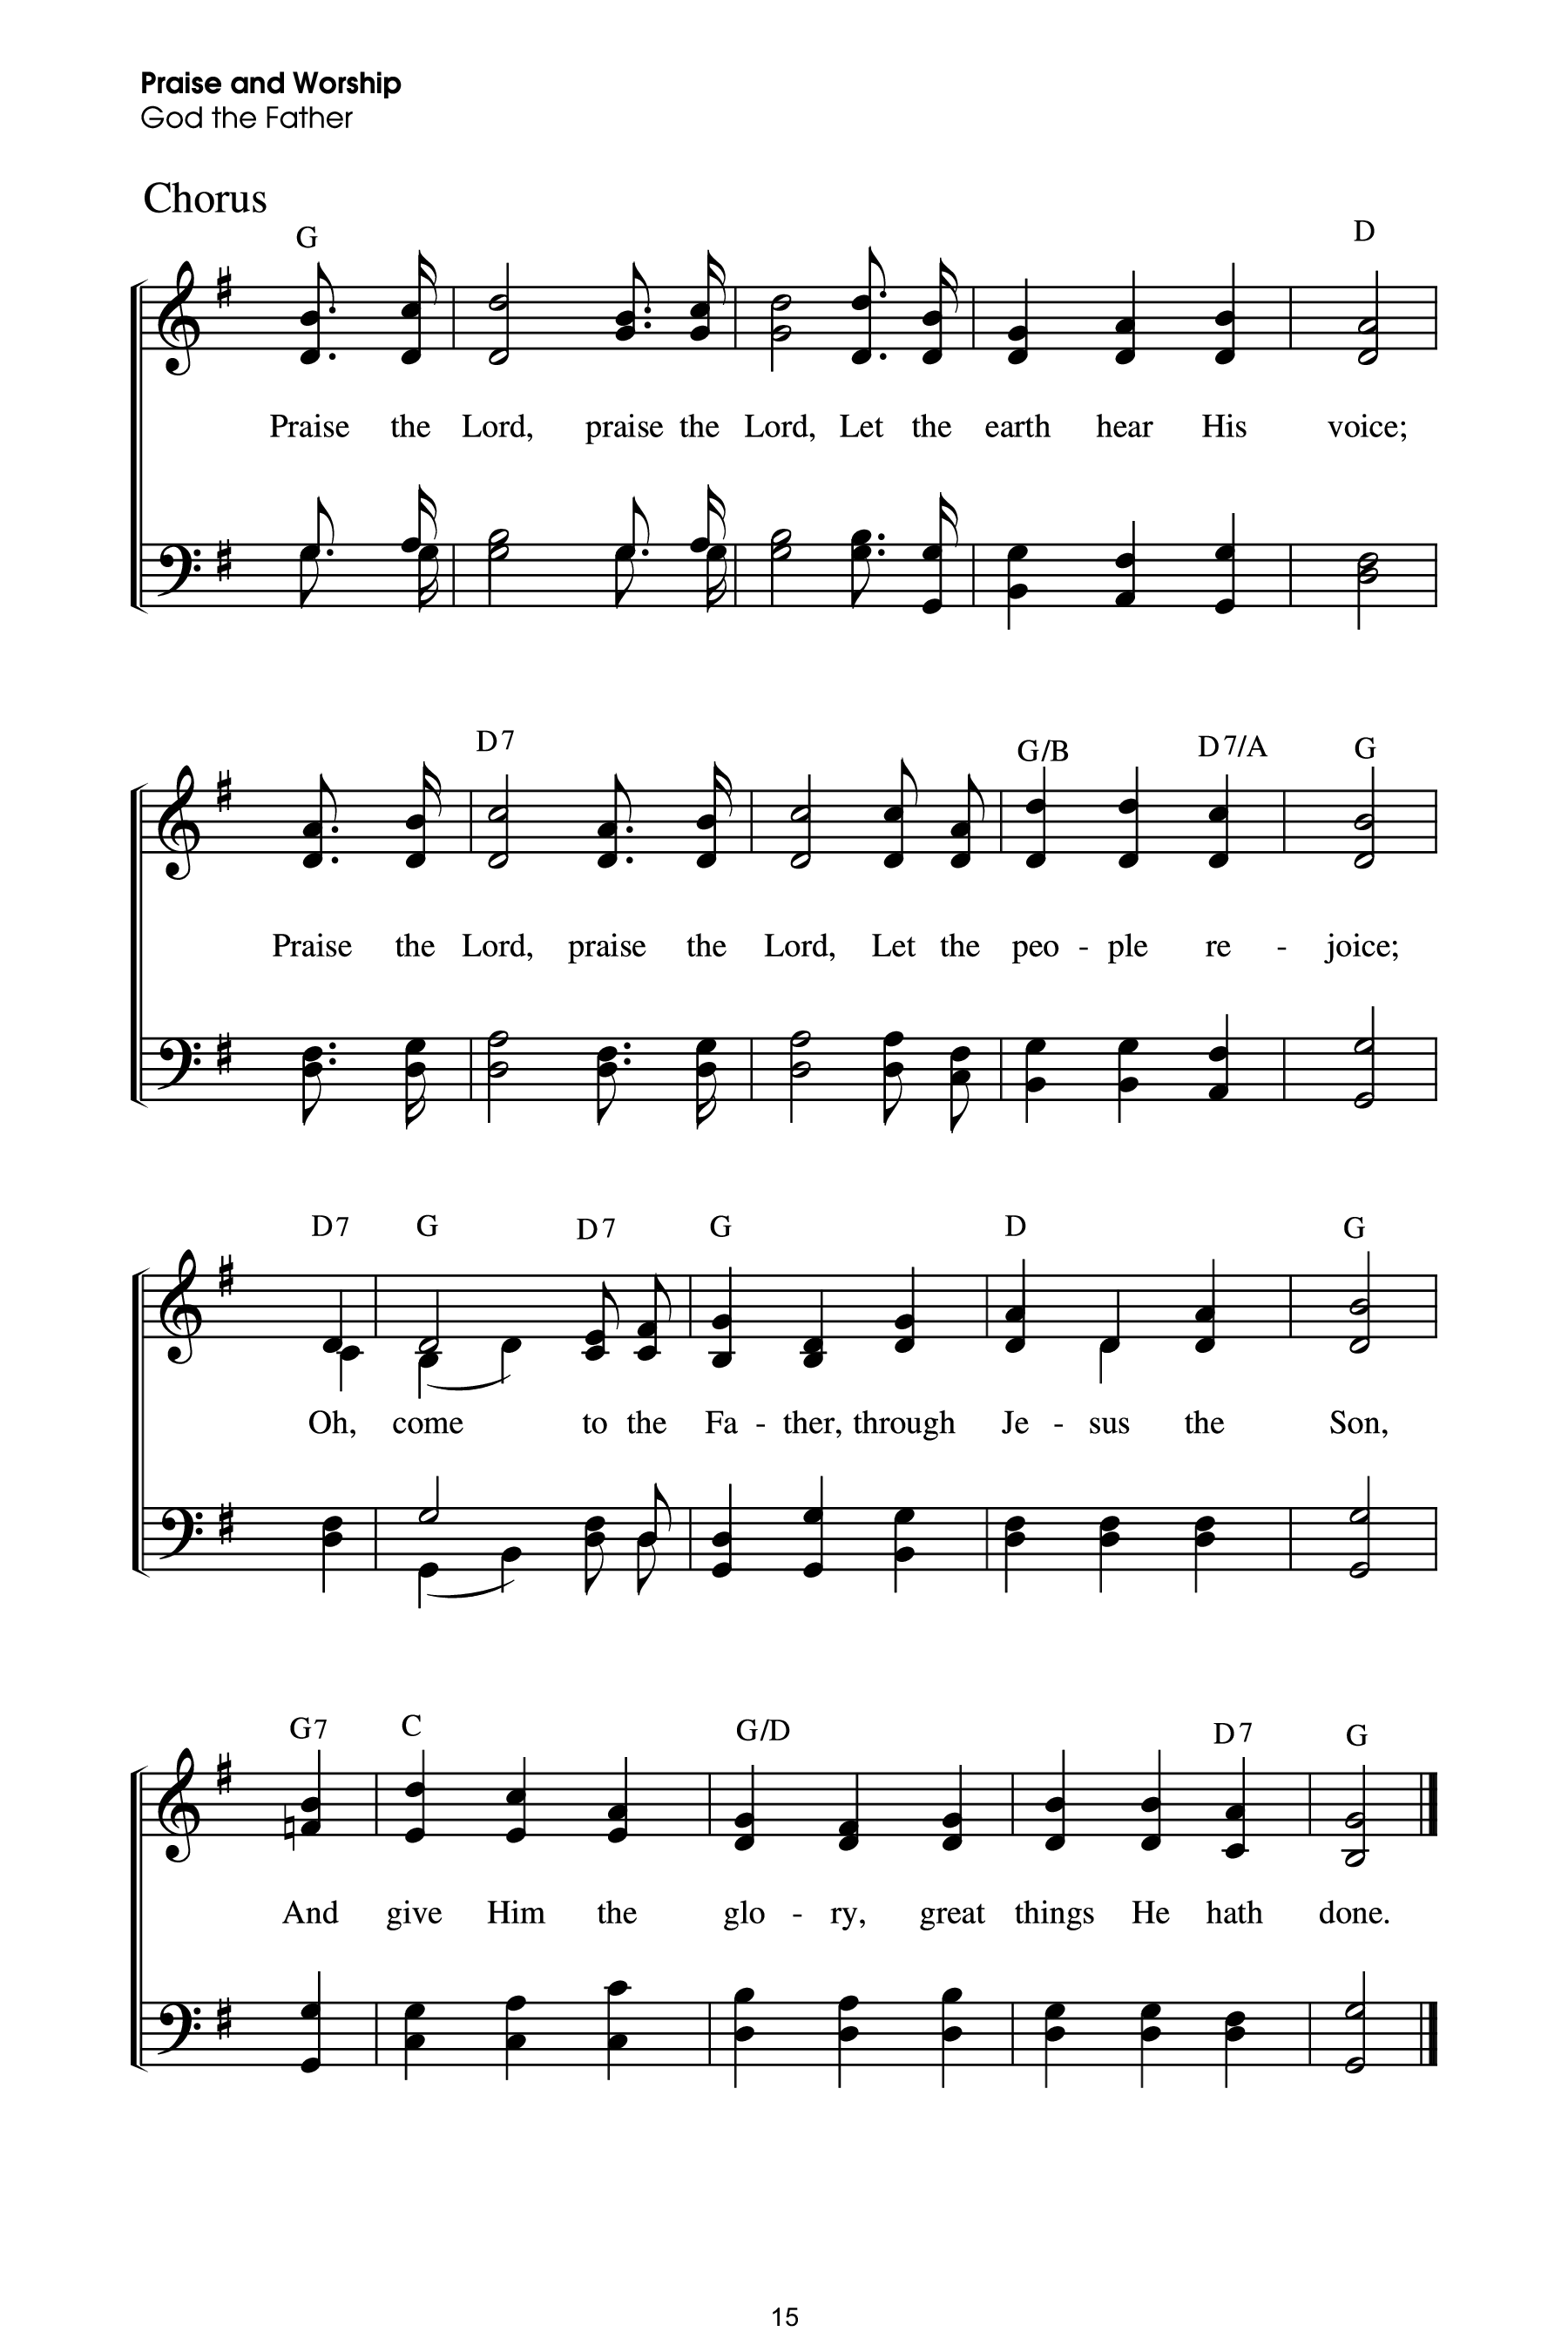 Praise and Worship
God the Father
Chorus
G D
Praise the Lord, praise the Lord, Let the earth hear His voice;
D7 G/B D7/A G
Praise the Lord, praise the Lord, Let the peo - ple re - joice;
D7 G D7 G D G
Oh, come to the Fa - ther, through Je - sus the Son,
G7 C G/D D7 G
And give Him the glo - ry, great things He hath done.
15